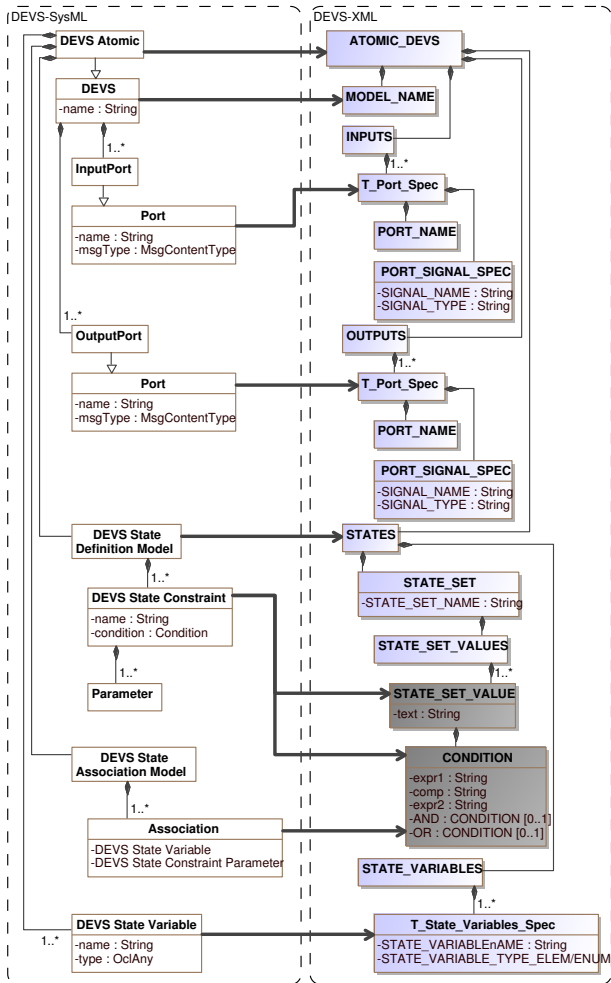 DEVS-SysML
DEVS Atomic
DEVS
-name : String
1..*
InputPort
Port
-name : String
-msgType : MsgContentType
1..*
OutputPort
Port
-name : String
-msgType : MsgContentType
DEVS State
Definition Model
1..*
DEVS State Constraint
-name : String
-condition : Condition
1..*
Parameter
DEVS State
Association Model
1..*
Association
-DEVS State Variable
-DEVS State Constraint Parameter
1..*
DEVS State Variable
-name : String
-type : OclAny
DEVS-XML
ATOMIC_DEVS
MODEL_NAME
INPUTS
1..*
T_Port_Spec
PORT_NAME
PORT_SIGNAL_SPEC
-SIGNAL_NAME : String
-SIGNAL_TYPE : String
OUTPUTS
1..*
T_Port_Spec
PORT_NAME
PORT_SIGNAL_SPEC
-SIGNAL_NAME : String
-SIGNAL_TYPE : String
STATES
STATE_SET
-STATE_SET_NAME : String
STATE_SET_VALUES
1..*
STATE_SET_VALUE
-text : String
CONDITION
-expr1 : String
-comp : String
-expr2 : String
-AND : CONDITION [0..1]
-OR : CONDITION [0..1]
STATE_VARIABLES
1..*
T_State_Variables_Spec
-STATE_VARIABLEnAME : String
-STATE_VARIABLE_TYPE_ELEM/ENUM